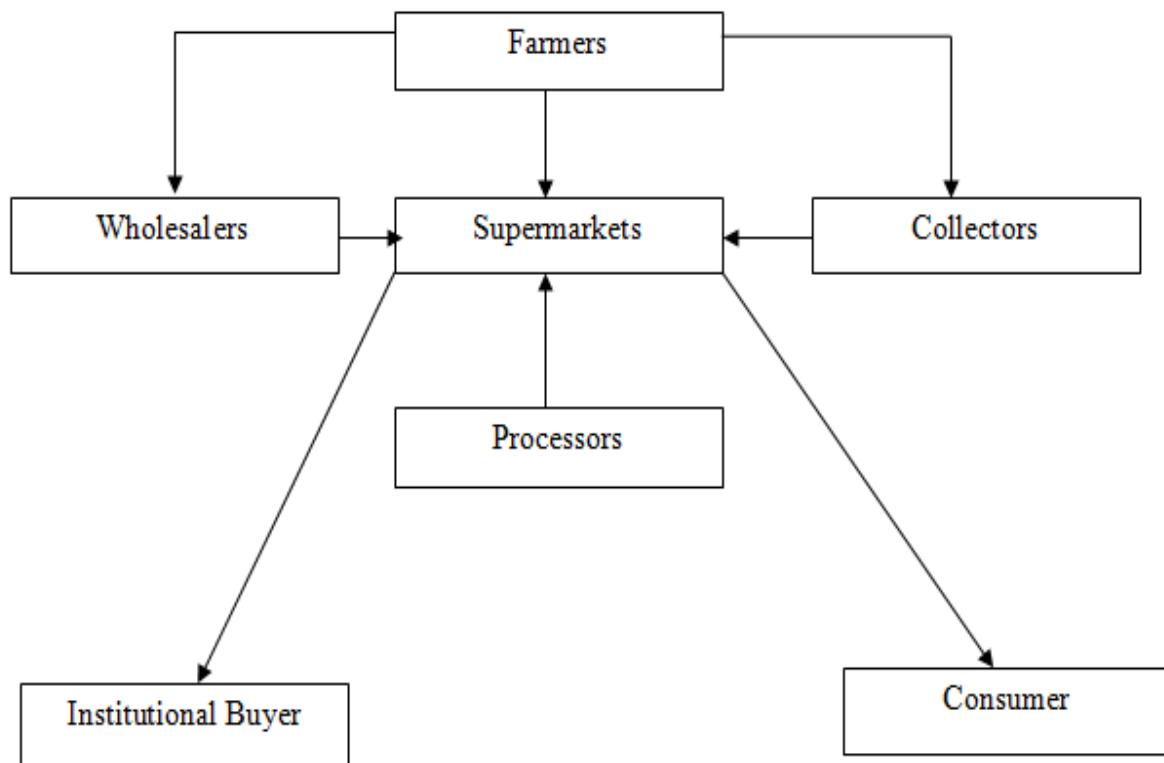 Farmers
Wholesalers
Supermarkets
Collectors
Processors
Institutional Buyer
Consumer